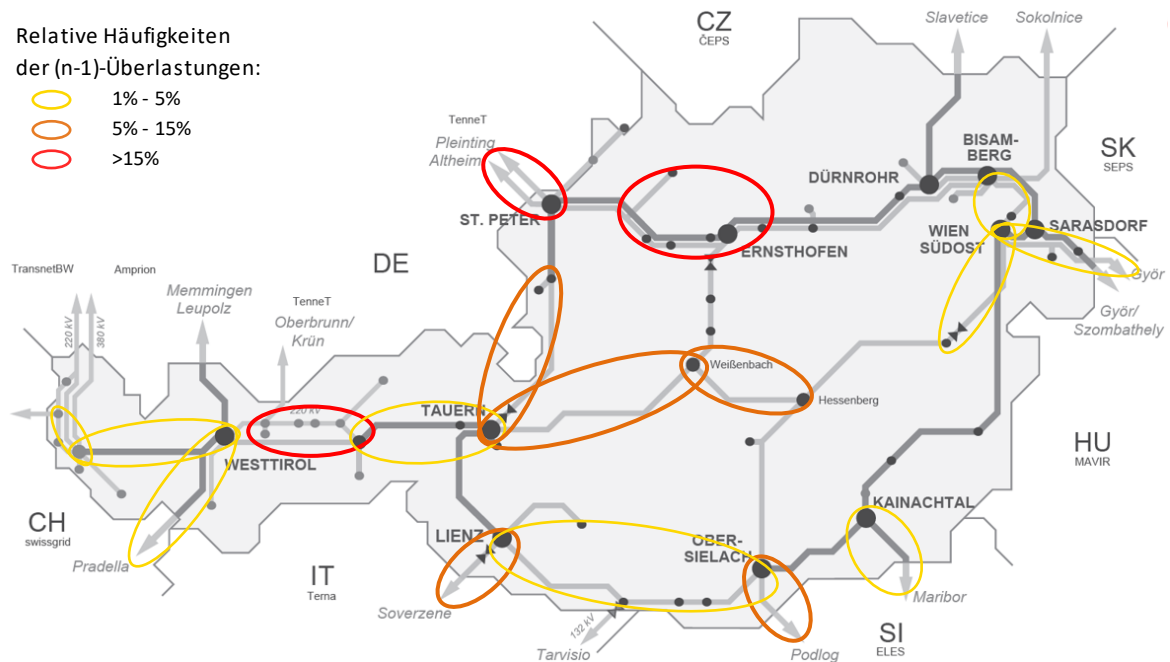 Relative Häufigkeiten
der (n-1)-Überlastungen:
1% - 5%
5% - 15%
>15%
CZ
ČEPS
Slavetice
Sokolnice
TenneT
Pleinting
Altheim
ST. PETER
DÜRNROHR
BISAM-
BERG
SK
SEPS
ERNSTHOFEN
WIEN
SÜDOST
SARASDORF
Györ
Györ/
Szombathely
DE
TransnetBW
Amprion
Memmingen
Leupolz
TenneT
Oberbrunn/
Krün
220 kV
380 kV
220 kV
TAUERN
Weißenbach
Hessenberg
WESTTIROL
HU
MAVIR
CH
swissgrid
Pradella
IT
Terna
LIENZ
Soverzene
OBER-
SIELACH
KAINACHTAL
Maribor
132 kV
Tarvisio
Podlog
SI
ELES